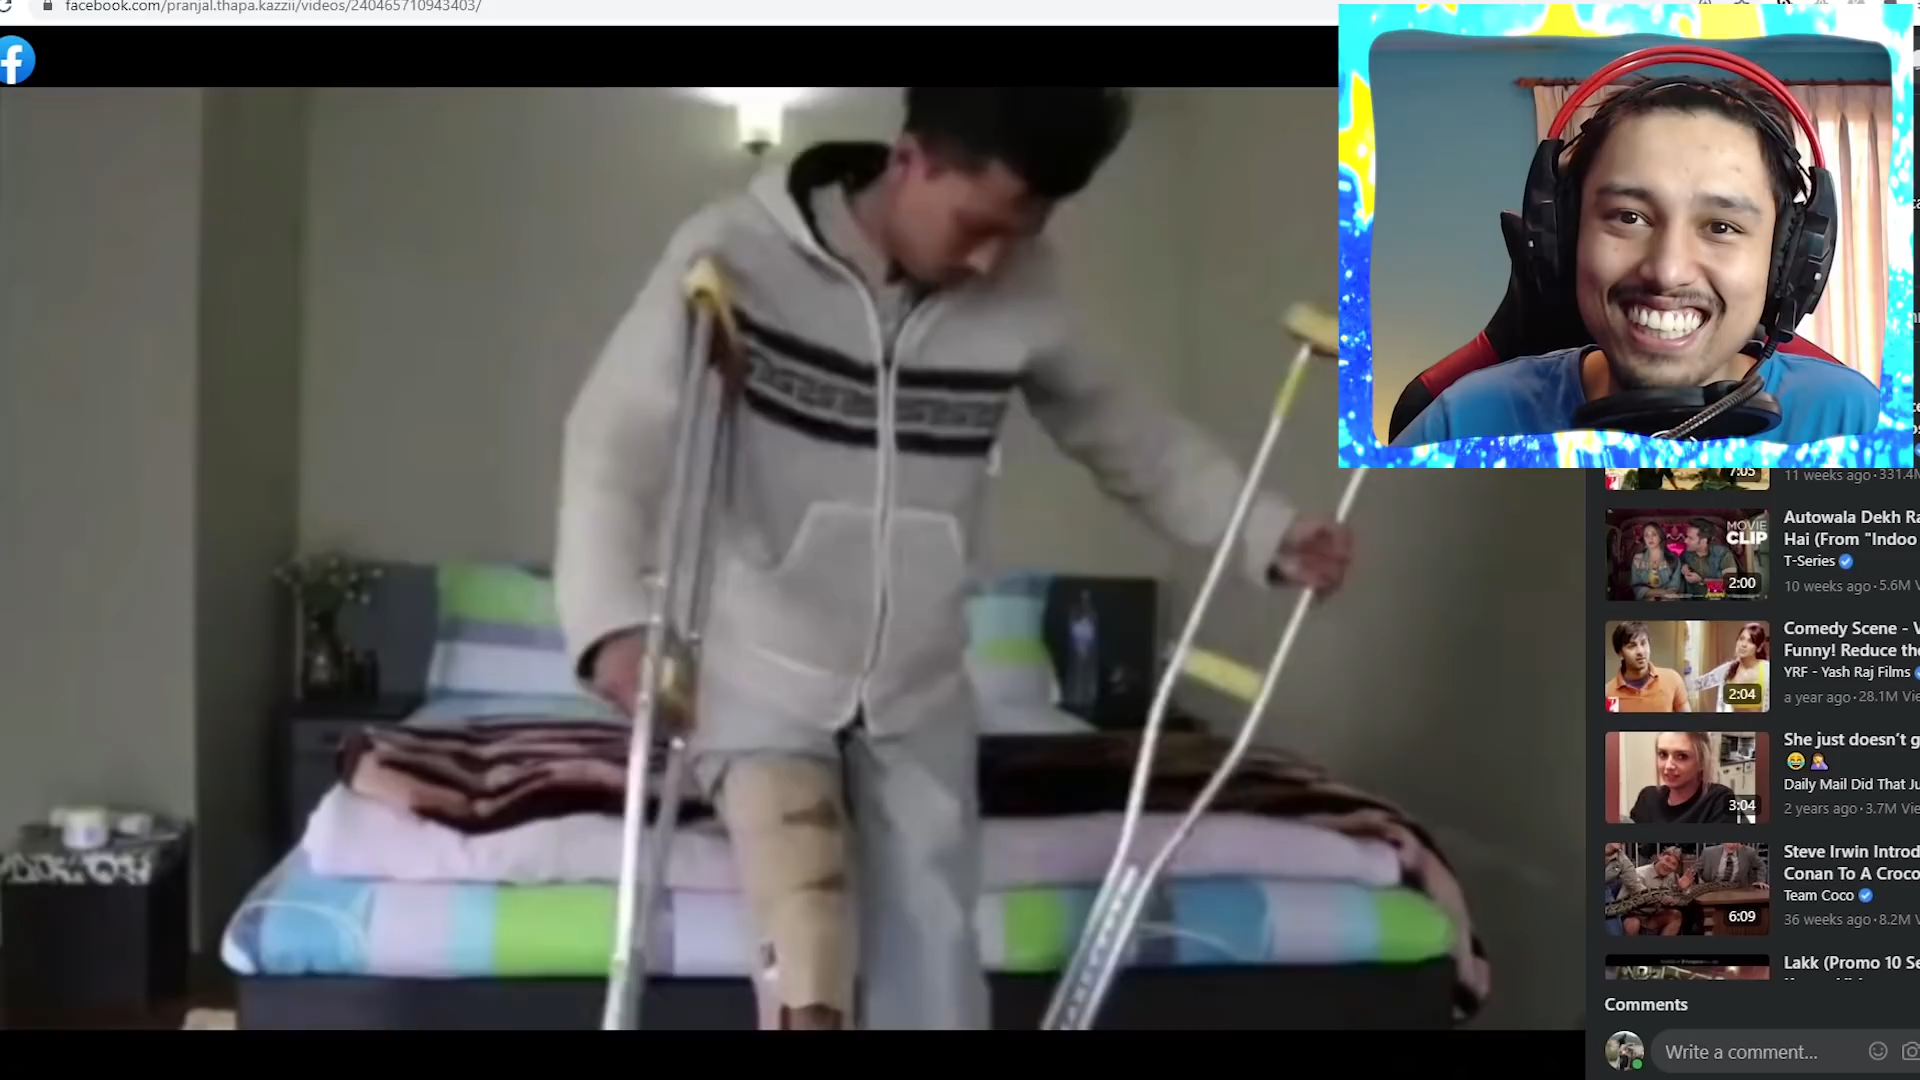 facebook.com/pranjal.thapa.kazzii/videos/240465710943403/
7:05
11 weeks ago · 331.4M
MOVIE
CLIP
2:00
Autowala Dekh Ra
Hai (From "Indoo
T-Series
10 weeks ago · 5.6M V
2:04
Comedy Scene - V
Funny! Reduce the
YRF - Yash Raj Films
a year ago · 28.1M Vie
3:04
She just doesn't g
Daily Mail Did That Ju
2 years ago · 3.7M Vie
6:09
Steve Irwin Introd
Conan To A Croco
Team Coco
36 weeks ago · 8.2M V
Lakk (Promo 10 Se
Comments
Write a comment...